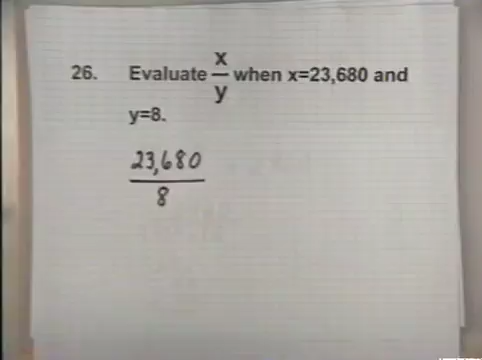 26. Evaluate x/y when x=23,680 and
y=8.
23,680
8